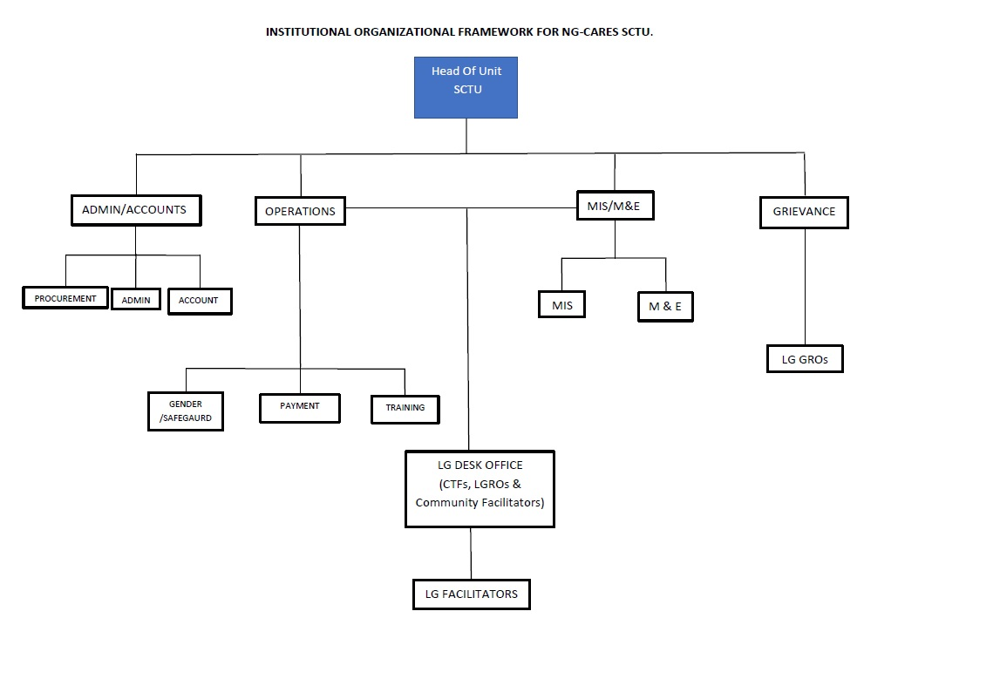 INSTITUTIONAL ORGANIZATIONAL FRAMEWORK FOR NG-CARES SCTU.
Head Of Unit
SCTU
ADMIN/ACCOUNTS
OPERATIONS
MIS/M&E
GRIEVANCE
PROCUREMENT
ADMIN
ACCOUNT
MIS
M & E
LG GROs
GENDER
/SAFEGAURD
PAYMENT
TRAINING
LG DESK OFFICE
(CTFs, LGROs &
Community Facilitators)
LG FACILITATORS